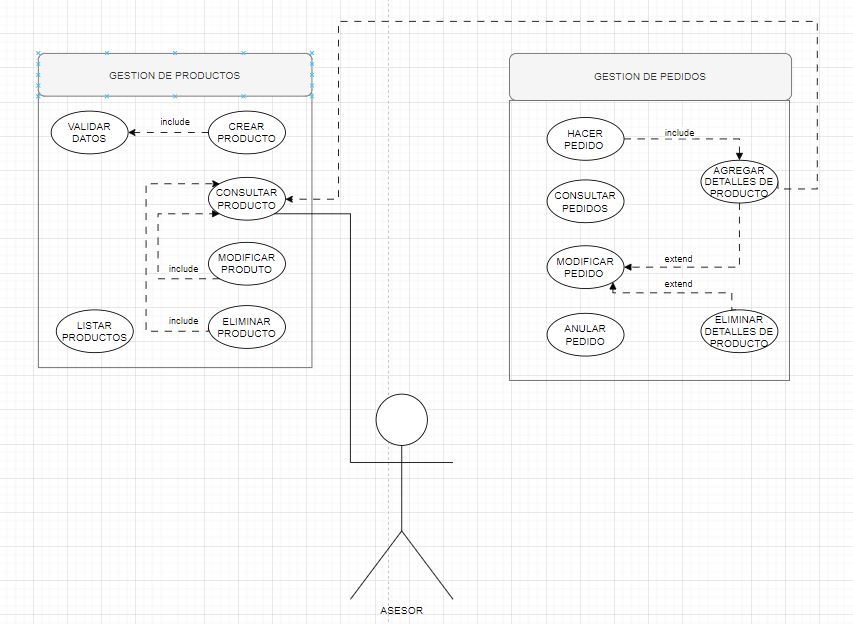 GESTION DE PRODUCTOS
VALIDAR
DATOS
include
CREAR
PRODUCTO
CONSULTAR
PRODUCTO
MODIFICAR
PRODUTO
include
ELIMINAR
PRODUCTO
include
LISTAR
PRODUCTOS
GESTION DE PEDIDOS
HACER
PEDIDO
include
AGREGAR
DETALLES DE
PRODUCTO
CONSULTAR
PEDIDOS
MODIFICAR
PEDIDO
extend
extend
ANULAR
PEDIDO
ELIMINAR
DETALLES DE
PRODUCTO
ASESOR